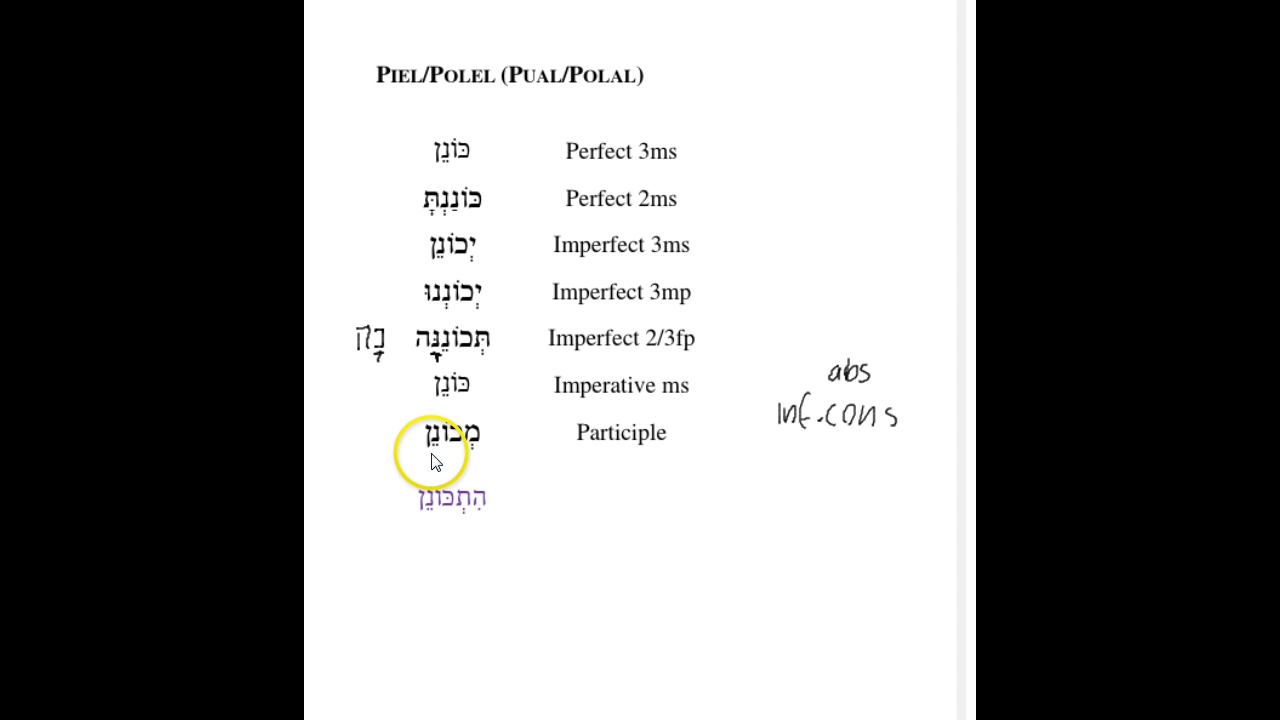 PIEL/POLEL (PUAL/POLAL)
כּוֹנֵן Perfect 3ms
כּוֹנַנְתָּ Perfect 2ms
יְכוֹנֵן Imperfect 3ms
יְכוֹנְנוּ Imperfect 3mp
תְּכוֹנֵנָּה Imperfect 2/3fp
כּוֹנֵן Imperative ms
abs
Inf.cons
מְכוֹנֵן Participle
הִתְכּוֹנֵן